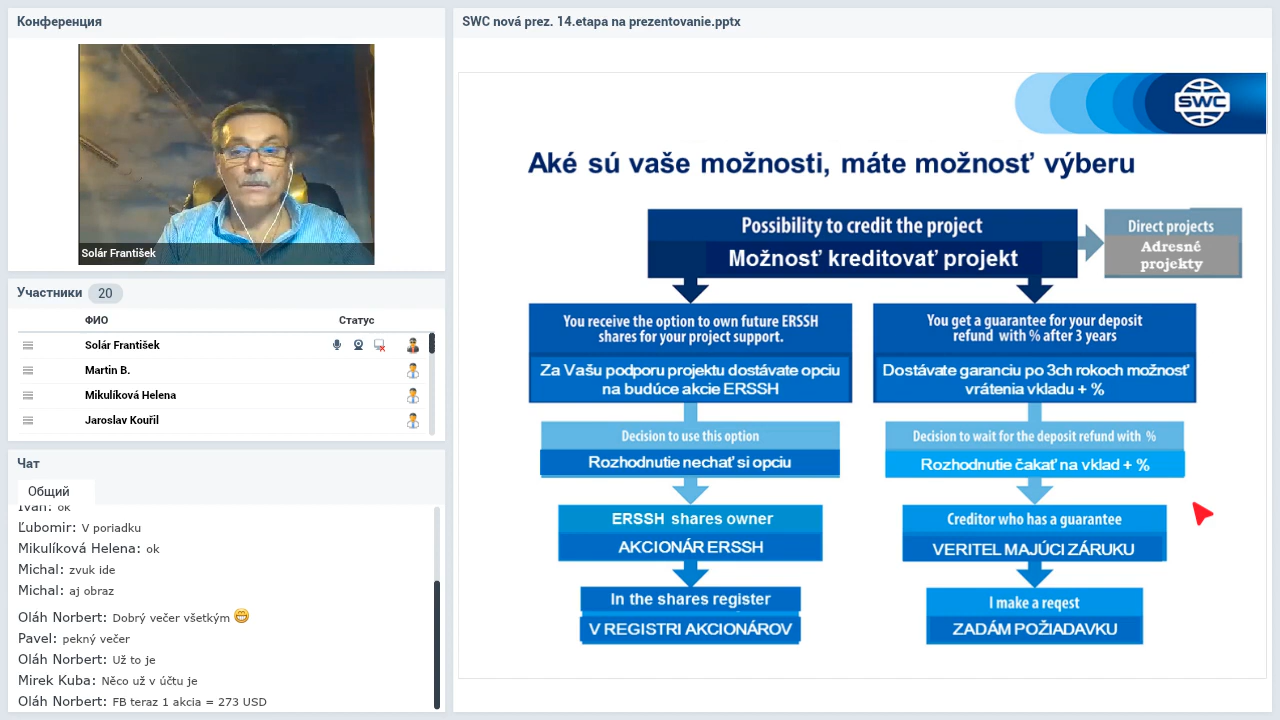 Конференция
Solár František
Участники 20
ФИО Статус
Solár František
Martin B.
Mikulíková Helena
Jaroslav Kouřil
Чат
Общий
Ivan: ok
Ľubomir: V poriadku
Mikulíková Helena: ok
Michal: zvuk ide
Michal: aj obraz
Oláh Norbert: Dobrý večer všetkým
Pavel: pekný večer
Oláh Norbert: Už to je
Mirek Kuba: Něco už v účtu je
Oláh Norbert: FB teraz 1 akcia = 273 USD
SWC nová prez. 14.etapa na prezentovanie.pptx
SWC
Aké sú vaše možnosti, máte možnosť výberu
Possibility to credit the project
Možnosť kreditovať projekt
Direct projects
Adresné
projekty
You receive the option to own future ERSSH
shares for your project support.
Za Vašu podporu projektu dostávate opciu
na budúce akcie ERSSH
Decision to use this option
Rozhodnutie nechať si opciu
ERSSH shares owner
AKCIONÁR ERSSH
In the shares register
V REGISTRI AKCIONÁROV
You get a guarantee for your deposit
refund with % after 3 years
Dostávate garanciu po 3ch rokoch možnosť
vrátenia vkladu + %
Decision to wait for the deposit refund with %
Rozhodnutie čakať na vklad + %
Creditor who has a guarantee
VERITEL MAJÚCI ZÁRUKU
I make a reqest
ZADÁM POŽIADAVKU